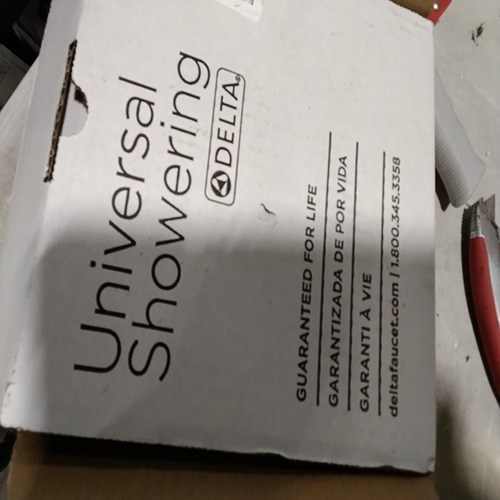 Universal
Showering
DELTA
GUARANTEED FOR LIFE
GARANTIZADA DE POR VIDA
GARANTI À VIE
deltafaucet.com | 1.800.345.3358